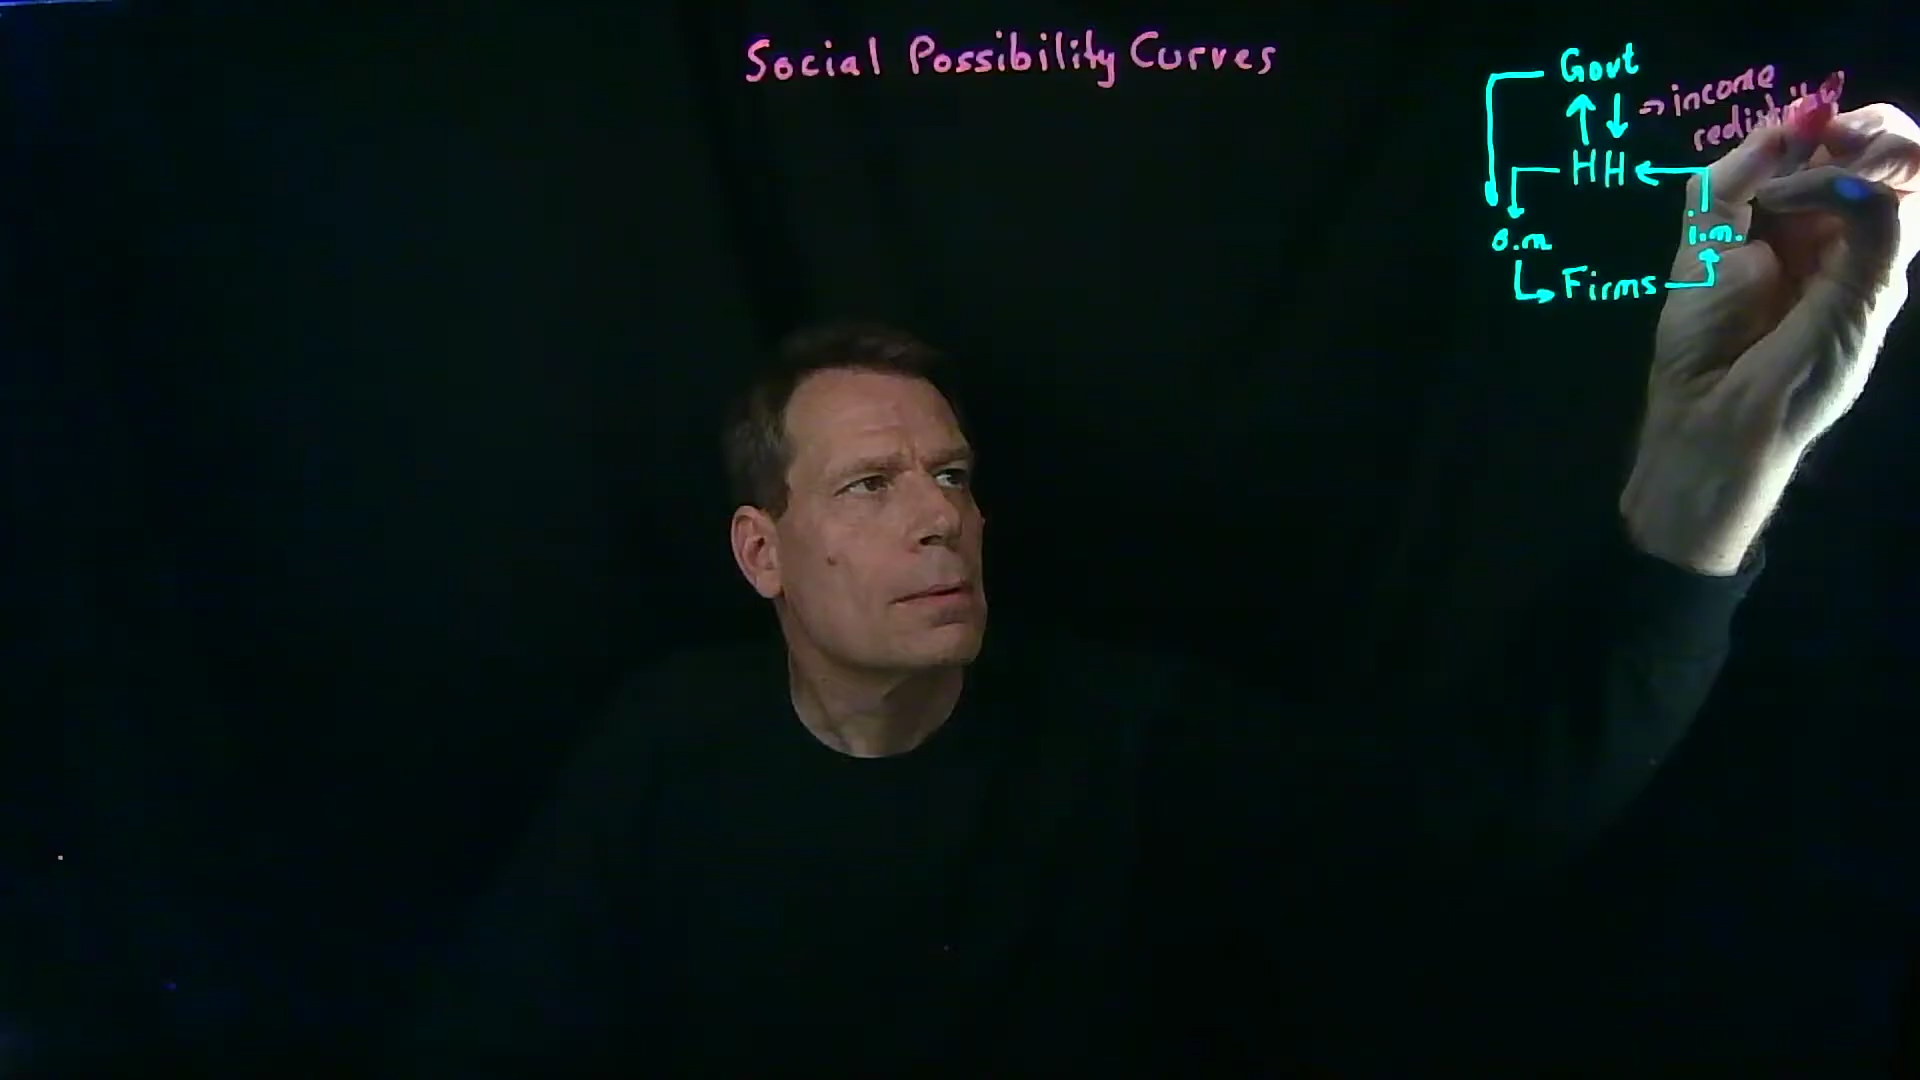 Social Possibility Curves
Govt
⇒ income
HH
o.m
i.m.
Firms